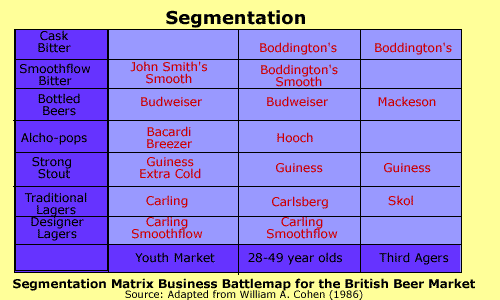 Segmentation
Cask
Bitter
Boddington's
Boddington's
Smoothflow
Bitter
John Smith's
Smooth
Boddington's
Smooth
Bottled
Beers
Budweiser
Budweiser
Mackeson
Alcho-pops
Bacardi
Breezer
Hooch
Strong
Stout
Guiness
Extra Cold
Guiness
Guiness
Traditional
Lagers
Carling
Carlsberg
Skol
Designer
Lagers
Carling
Smoothflow
Carling
Smoothflow
Youth Market
28-49 year olds
Third Agers
Segmentation Matrix Business Battlemap for the British Beer Market
Source: Adapted from William A. Cohen (1986)